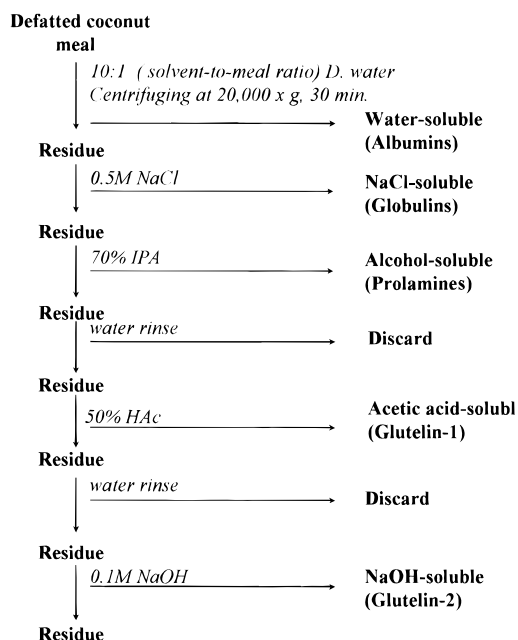 Defatted coconut
meal
10:1 ( solvent-to-meal ratio) D. water
Centrifuging at 20,000 x g, 30 min.
Water-soluble
(Albumins)
Residue
0.5M NaCl
NaCl-soluble
(Globulins)
Residue
70% IPA
Alcohol-soluble
(Prolamines)
Residue
water rinse
Discard
Residue
50% HAc
Acetic acid-solubl
(Glutelin-1)
Residue
water rinse
Discard
Residue
0.1M NaOH
NaOH-soluble
(Glutelin-2)
Residue